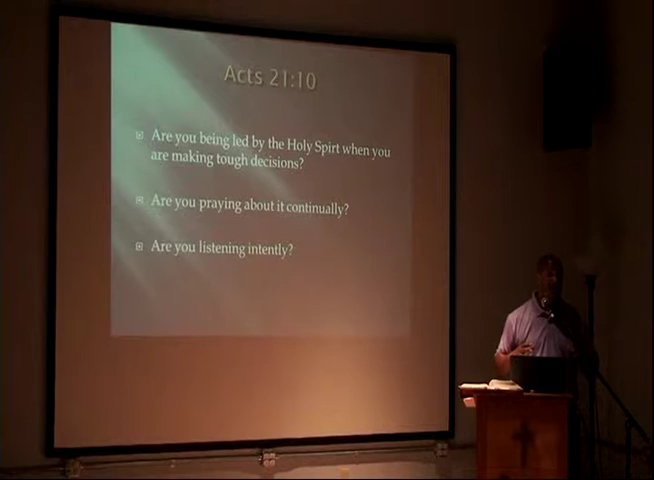 Acts 21:10
Are you being led by the Holy Spirt when you
are making tough decisions?
Are you praying about it continually?
Are you listening intently?